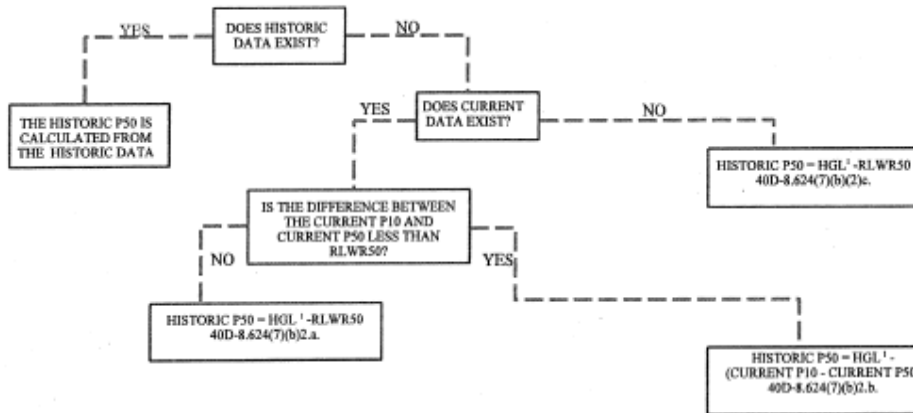 DOES HISTORIC
DATA EXIST?
YES
NO
THE HISTORIC P50 IS
CALCULATED FROM
THE HISTORIC DATA
DOES CURRENT
DATA EXIST?
YES
NO
HISTORIC P50 = HGL¹ -RLWR50
40D-8.624(7)(b)(2)c.
IS THE DIFFERENCE BETWEEN
THE CURRENT P10 AND
CURRENT P50 LESS THAN
RLWR50?
NO
YES
HISTORIC P50 = HGL ¹ -RLWR50
40D-8.624(7)(b)2.a.
HISTORIC P50 = HGL ¹ -
(CURRENT P10 - CURRENT P50
40D-8.624(7)(b)2.b.